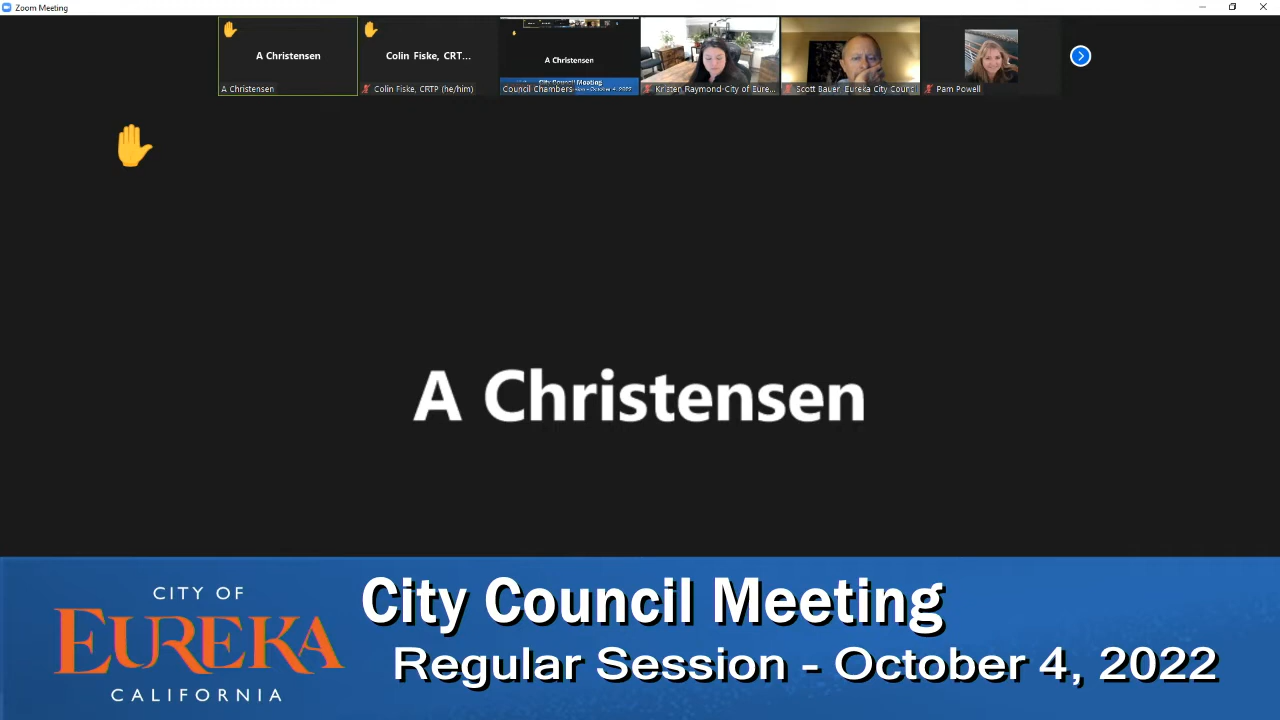 Zoom Meeting
A Christensen
Colin Fiske, CRT...
A Christensen
City Council Meeting
A Christensen
Colin Fiske, CRTP (he/him)
Council Chambers
Kristen Raymond-City of Eure...
Scott Bauer, Eureka City Council
Pam Powell
A Christensen
CITY OF
EUREKA
CALIFORNIA
City Council Meeting
Regular Session - October 4, 2022